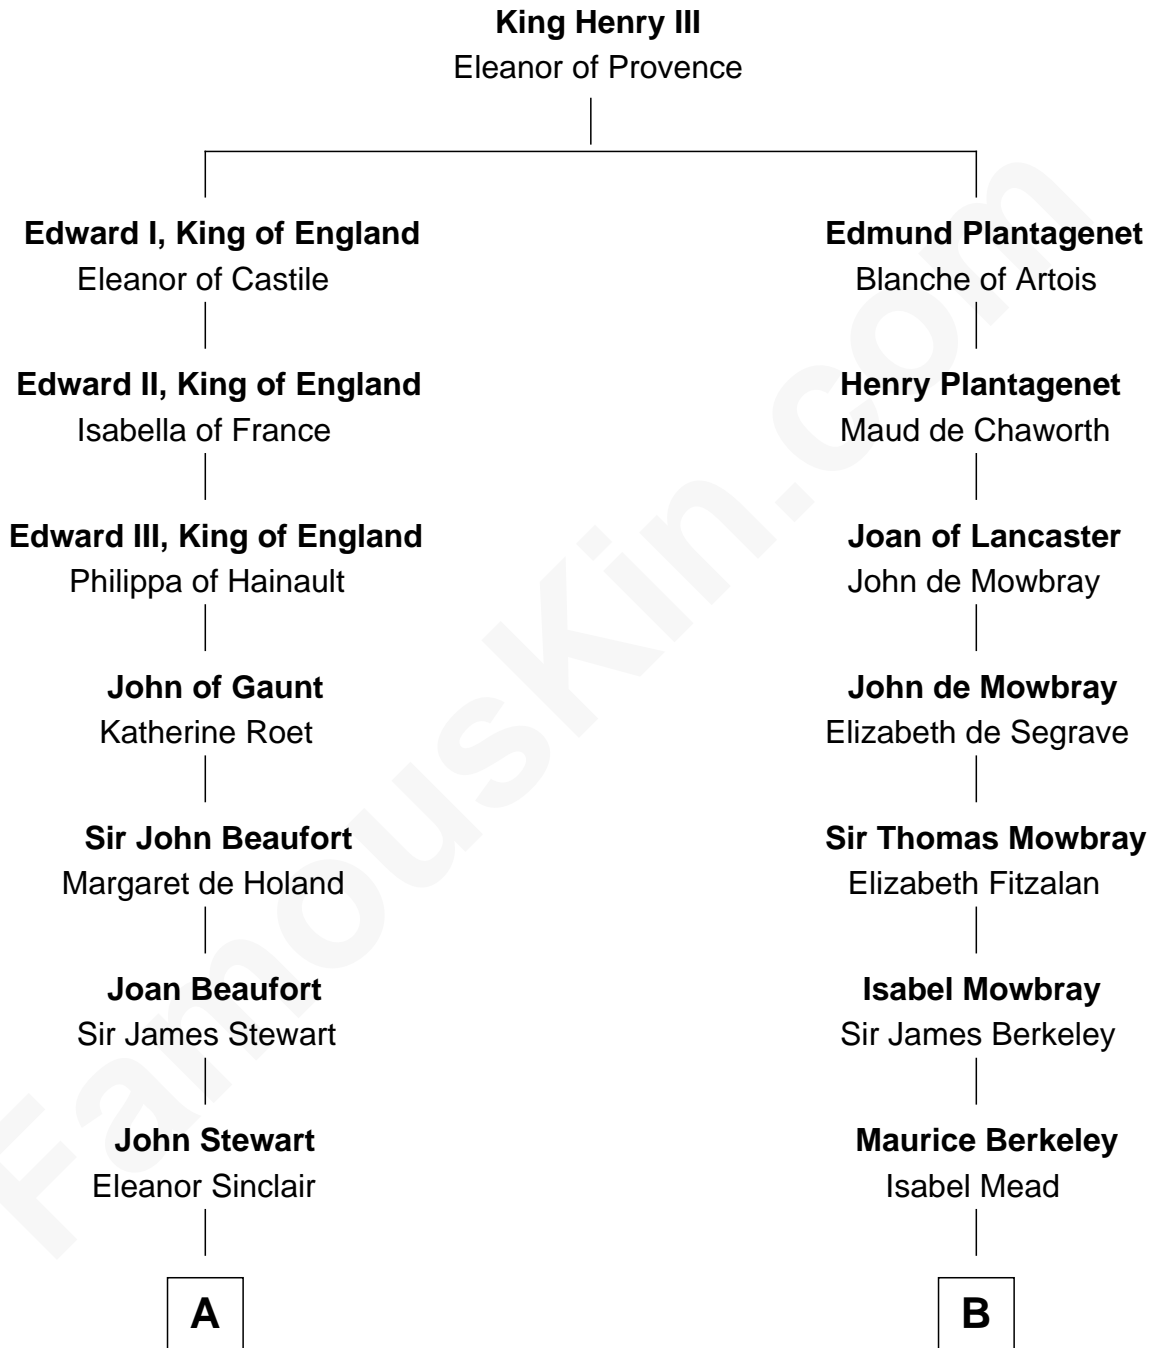 King Henry III
Eleanor of Provence
Edward I, King of England
Eleanor of Castile
Edward II, King of England
Isabella of France
Edward III, King of England
Philippa of Hainault
John of Gaunt
Katherine Roet
Sir John Beaufort
Margaret de Holand
Joan Beaufort
Sir James Stewart
John Stewart
Eleanor Sinclair
A
Edmund Plantagenet
Blanche of Artois
Henry Plantagenet
Maud de Chaworth
Joan of Lancaster
John de Mowbray
John de Mowbray
Elizabeth de Segrave
Sir Thomas Mowbray
Elizabeth Fitzalan
Isabel Mowbray
Sir James Berkeley
Maurice Berkeley
Isabel Mead
B
FamousKin.com